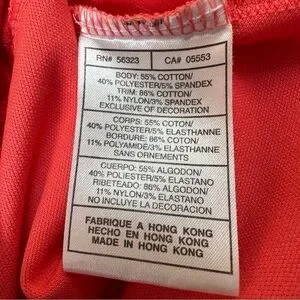 RN# 56323 CA# 05553
BODY: 55% COTTON/
40% POLYESTER/5% SPANDEX
TRIM: 86% COTTON/
11% NYLON/3% SPANDEX
EXCLUSIVE OF DECORATION
CORPS: 55% COTON/
40% POLYESTER/5% ELASTHANNE
BORDURE: 86% COTON/
11% POLYAMIDE/3% ELASTHANNE
SANS ORNEMENTS
CUERPO: 55% ALGODON/
40% POLIESTER/5% ELASTANO
RIBETEADO: 86% ALGODON/
11% NYLON/3% ELASTANO
NO INCLUYE LA DECORACION
FABRIQUE A HONG KONG
HECHO EN HONG KONG
MADE IN HONG KONG